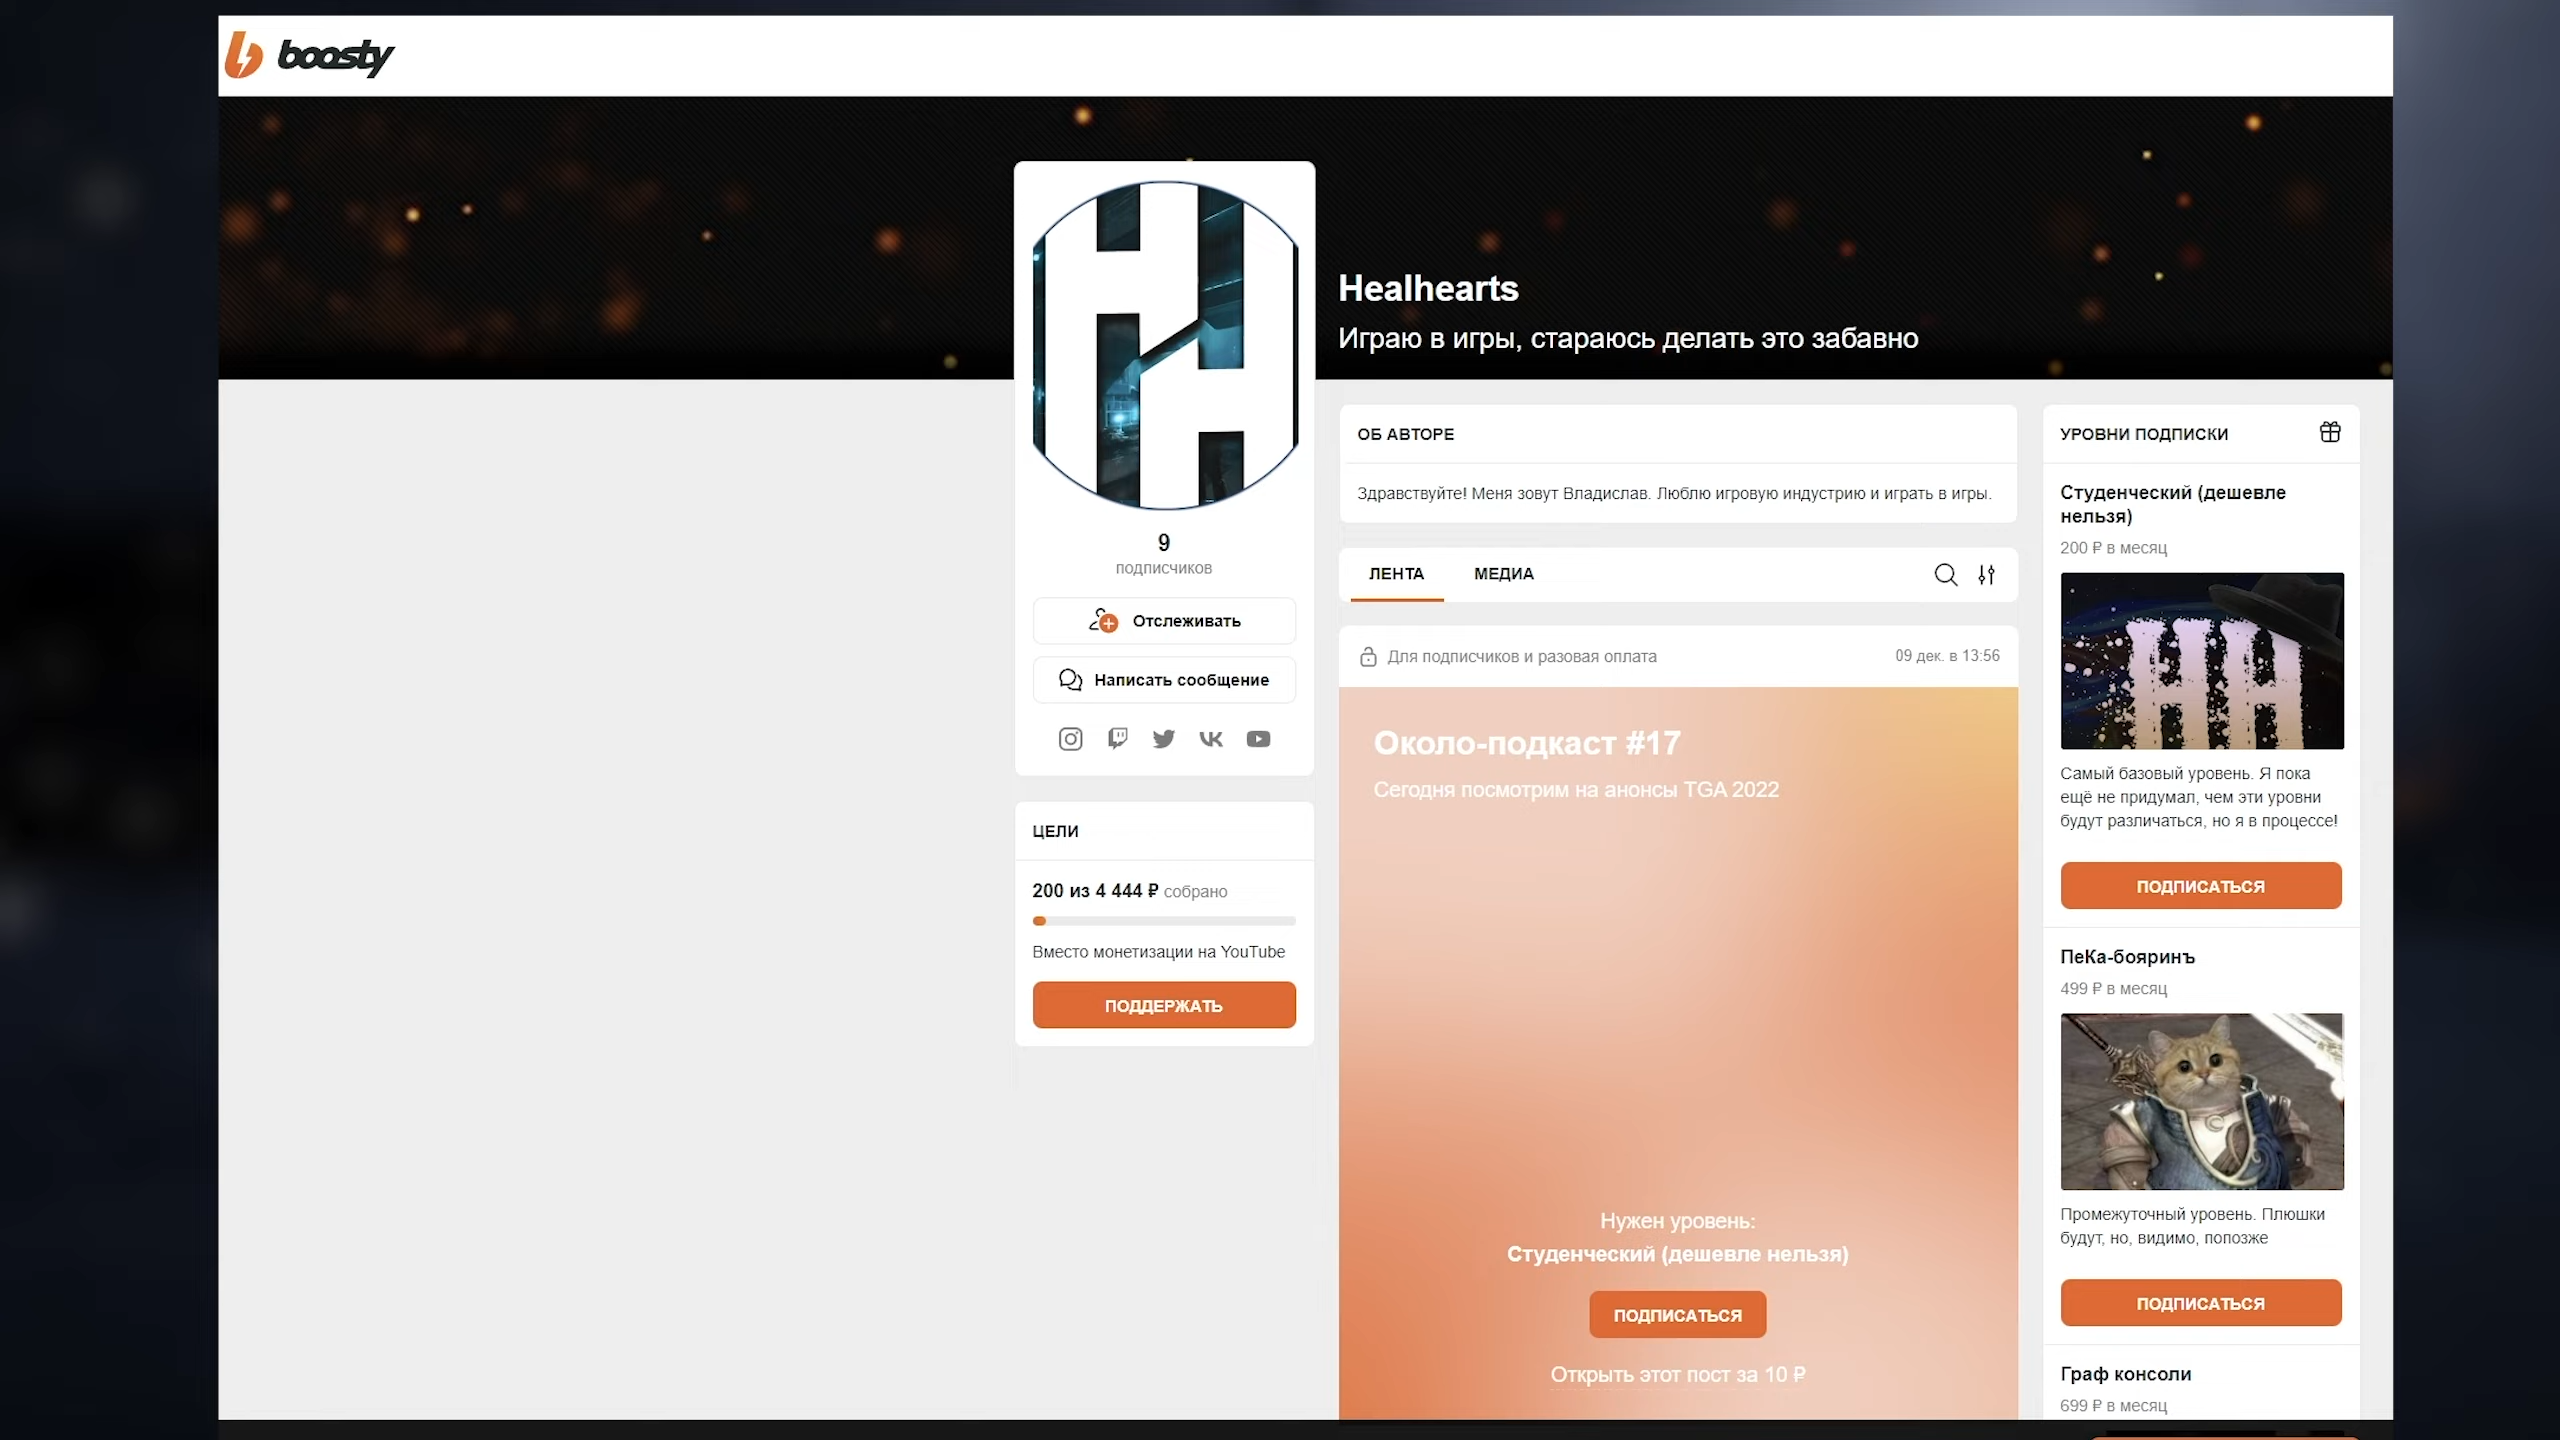 boosty
Healhearts
Играю в игры, стараюсь делать это забавно
9
подписчиков
Отслеживать
Написать сообщение
ЦЕЛИ
200 из 4 444 ₽ собрано
Вместо монетизации на YouTube
ПОДДЕРЖАТЬ
ОБ АВТОРЕ
Здравствуйте! Меня зовут Владислав. Люблю игровую индустрию и играть в игры.
ЛЕНТА МЕДИА
Для подписчиков и разовая оплата 09 дек. в 13:56
Около-подкаст #17
Сегодня посмотрим на анонсы TGA 2022
Нужен уровень:
Студенческий (дешевле нельзя)
ПОДПИСАТЬСЯ
Открыть этот пост за 10 ₽
УРОВНИ ПОДПИСКИ
Студенческий (дешевле
нельзя)
200 ₽ в месяц
HH
Самый базовый уровень. Я пока
ещё не придумал, чем эти уровни
будут различаться, но я в процессе!
ПОДПИСАТЬСЯ
ПеКа-бояринъ
499 ₽ в месяц
Промежуточный уровень. Плюшки
будут, но, видимо, попозже
ПОДПИСАТЬСЯ
Граф консоли
699 ₽ в месяц